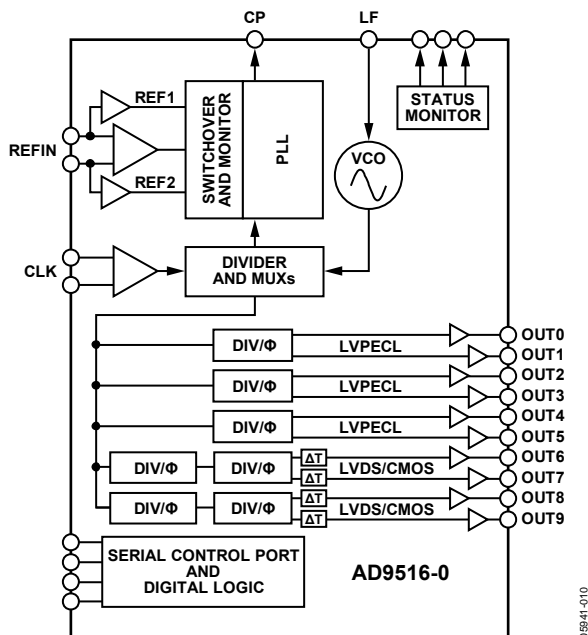 CP
LF
REF1
REFIN
REF2
SWITCHOVER
AND MONITOR
PLL
VCO
STATUS
MONITOR
CLK
DIVIDER
AND MUXs
DIV/Φ
LVPECL
OUT0
OUT1
DIV/Φ
LVPECL
OUT2
OUT3
DIV/Φ
LVPECL
OUT4
OUT5
DIV/Φ
DIV/Φ
ΔT
ΔT
LVDS/CMOS
OUT6
OUT7
DIV/Φ
DIV/Φ
ΔT
ΔT
LVDS/CMOS
OUT8
OUT9
SERIAL CONTROL PORT
AND
DIGITAL LOGIC
AD9516-0